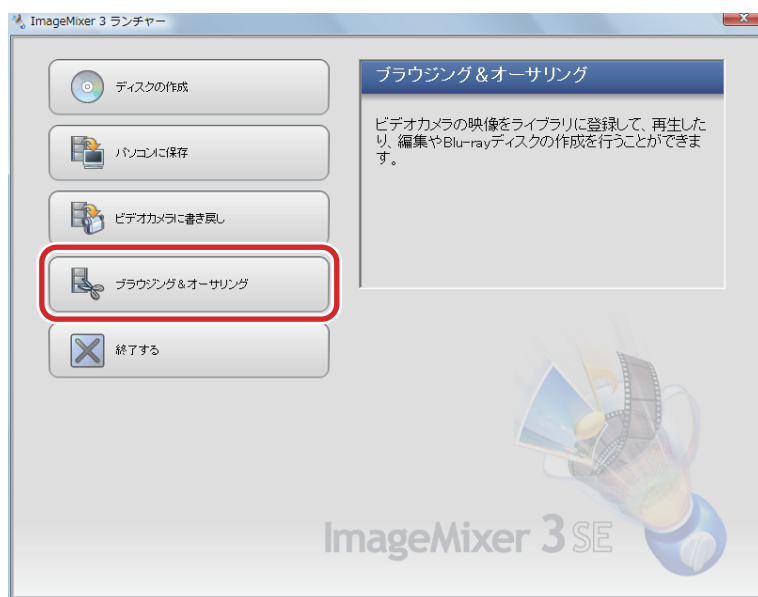 ImageMixer 3 ランチャー
ディスクの作成
パソコンに保存
ビデオカメラに書き戻し
ブラウジング&オーサリング
終了する
ブラウジング&オーサリング
ビデオカメラの映像をライブラリに登録して、再生した
り、編集やBlu-rayディスクの作成を行うことができま
す。
ImageMixer 3 SE